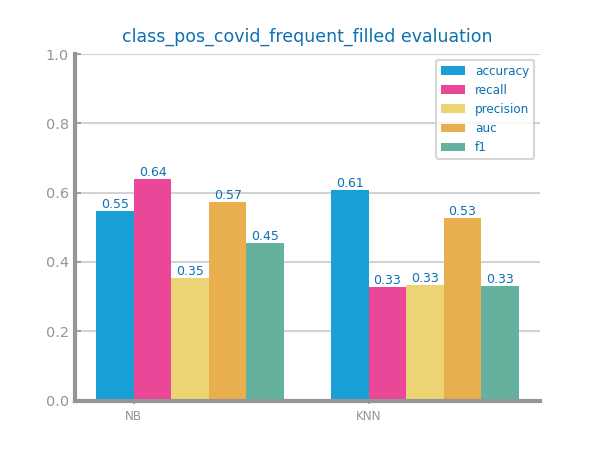 class_pos_covid_frequent_filled evaluation
1.0
0.8
0.6
0.4
0.2
0.0
accuracy
recall
precision
auc
f1
0.55
0.64
0.35
0.57
0.45
0.61
0.33
0.33
0.53
0.33
NB
KNN